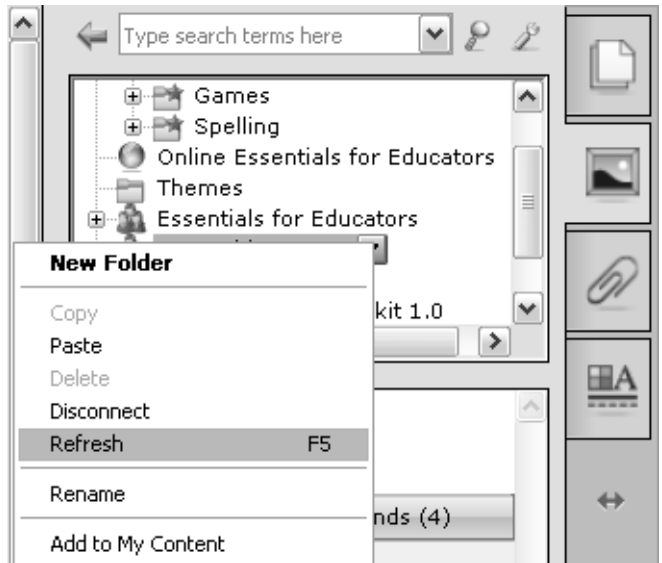 Type search terms here
Games
Spelling
Online Essentials for Educators
Themes
Essentials for Educators
New Folder
Copy
kit 1.0
Paste
Delete
Disconnect
Refresh F5
Rename
nds (4)
Add to My Content
A